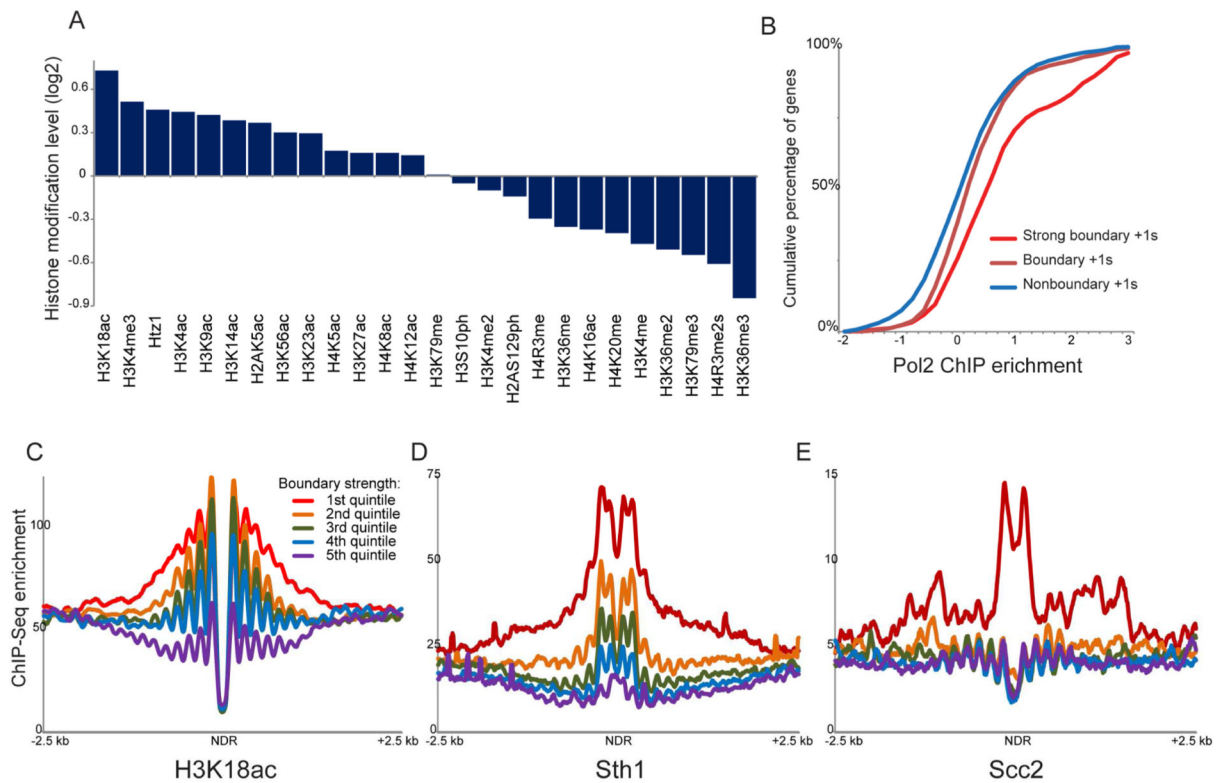 A
Histone modification level (log2)
0.6
0.3
0
-0.3
-0.6
-0.9
H3K18ac
H3K4me3
Htz1
H3K4ac
H3K9ac
H3K14ac
H2AK5ac
H3K56ac
H3K23ac
H4K5ac
H3K27ac
H4K8ac
H4K12ac
H3K79me
H3S10ph
H3K4me2
H2AS129ph
H4R3me
H3K36me
H4K16ac
H4K20me
H3K4me
H3K36me2
H3K79me3
H4R3me2s
H3K36me3
B
Cumulative percentage of genes
100%
50%
0%
Strong boundary +1s
Boundary +1s
Nonboundary +1s
-2 -1 0 1 2 3
Pol2 ChIP erichment
C
ChIP-Seq enrichment
100
50
0
Boundary strength:
1st quintile
2nd quintile
3rd quintile
4th quintile
5th quintile
-2.5 kb NDR +2.5 kb
H3K18ac
D
75
50
25
0
-2.5 kb NDR +2.5 kb
Sth1
E
15
10
5
0
-2.5 kb NDR +2.5 kb
Scc2